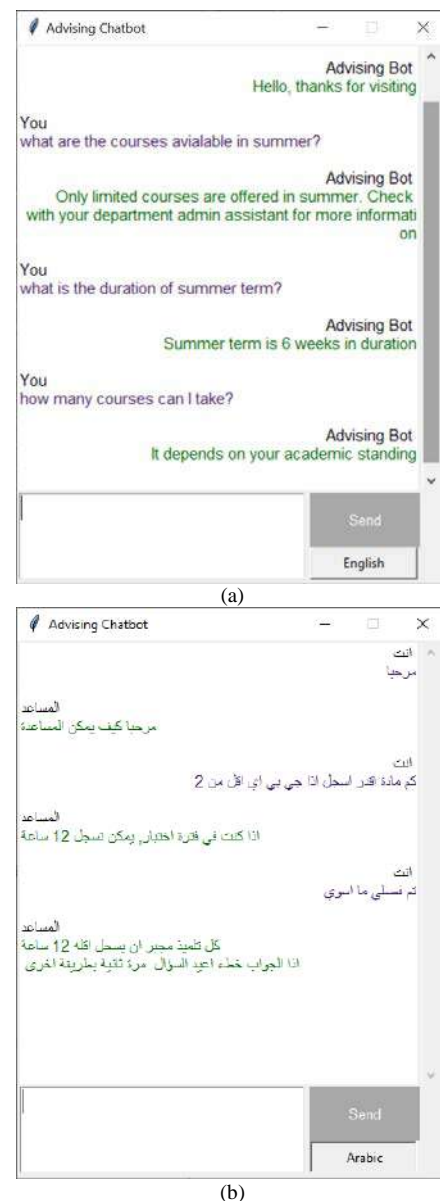 Advising Chatbot
Advising Bot
Hello, thanks for visiting
You
what are the courses avialable in summer?
Advising Bot
Only limited courses are offered in summer. Check
with your department admin assistant for more informati
on
You
what is the duration of summer term?
Advising Bot
Summer term is 6 weeks in duration
You
how many courses can I take?
Advising Bot
It depends on your academic standing
Send
English
(a)
Advising Chatbot
انت
مرحبا
المساعد
مرحبا كيف يمكن المساعدة
انت
كم مادة اقدر اسجل اذا جي بي اي اقل من 2
المساعد
اذا كنت في فترة اختبار, يمكن تسجل 12 ساعة
انت
تم فصلي ما اسوي
المساعد
كل تلميذ مجبر ان يسجل اقله 12 ساعة
اذا الجواب خطء اعيد السؤال مرة ثانية بطريقة اخرى
Send
Arabic
(b)